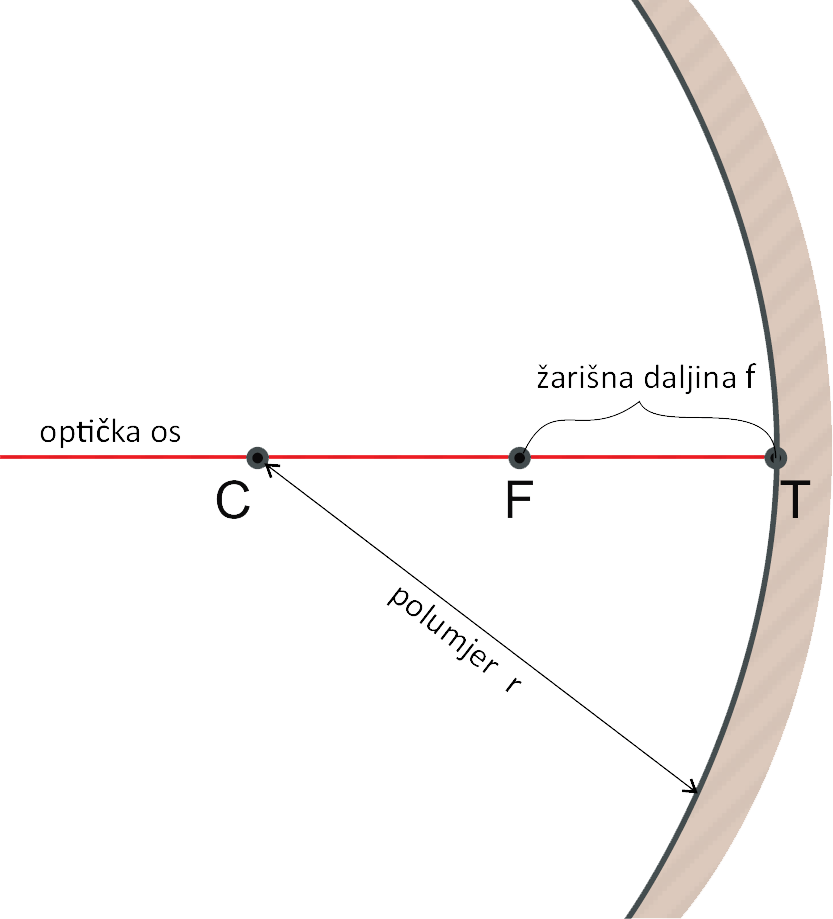 žarišna daljina f
optička os
C
F
T
polumjer r